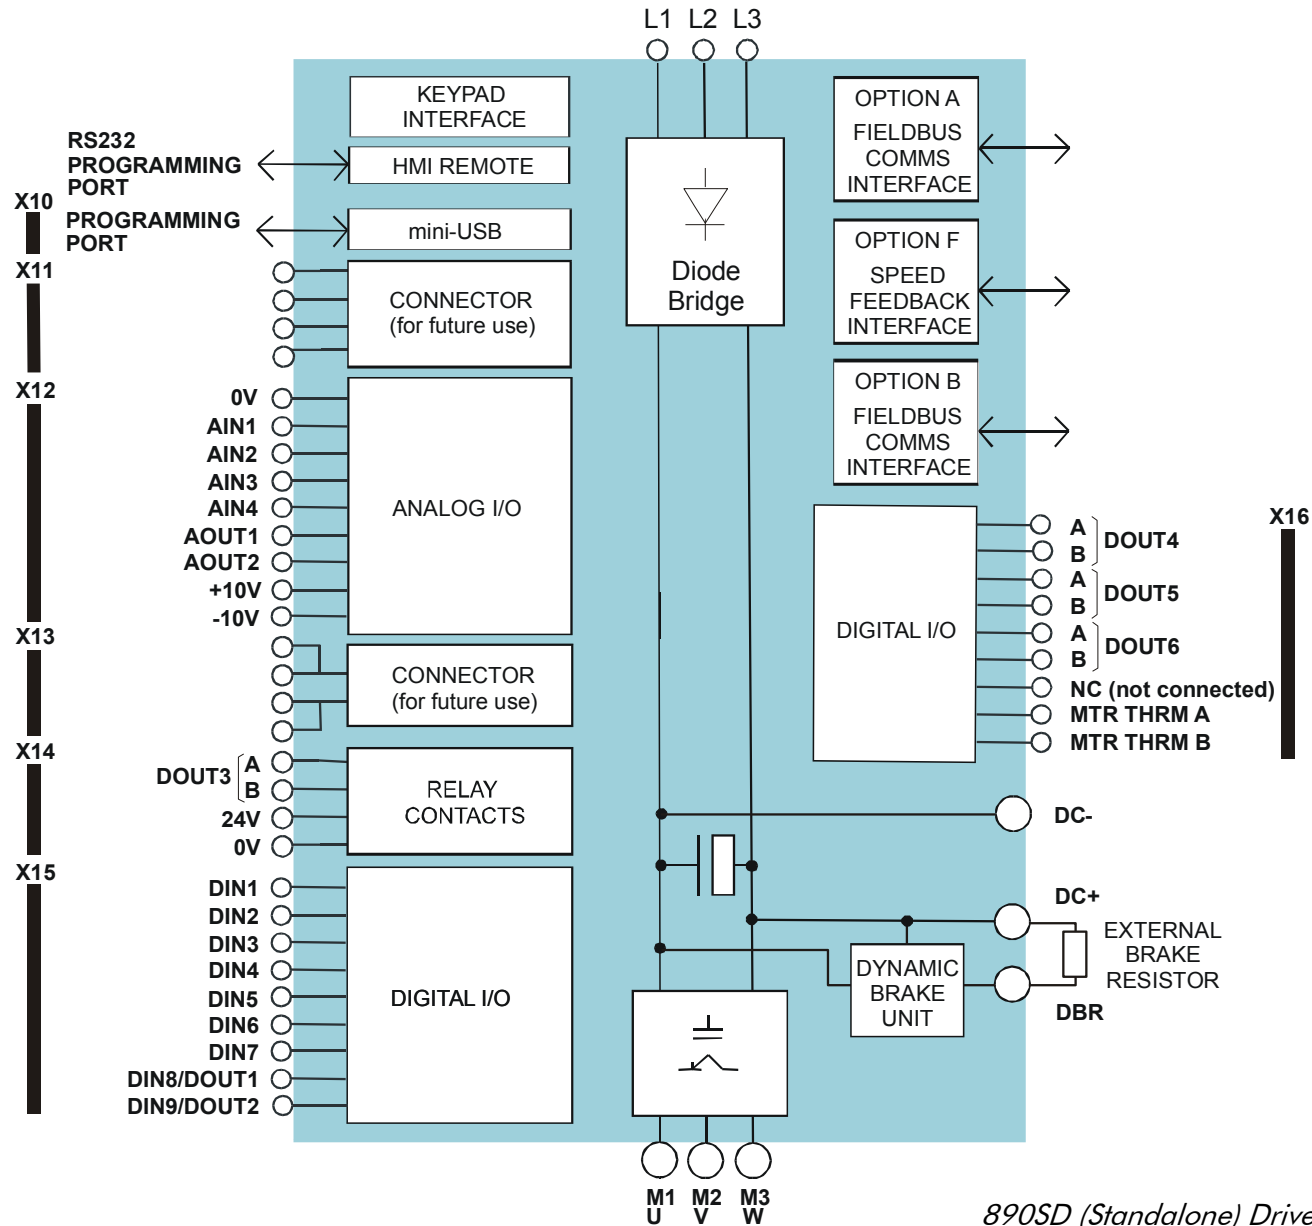 L1 L2 L3
KEYPAD
INTERFACE
RS232
PROGRAMMING
PORT
HMI REMOTE
X10
PROGRAMMING
PORT
mini-USB
X11
CONNECTOR
(for future use)
Diode
Bridge
OPTION A
FIELDBUS
COMMS
INTERFACE
OPTION F
SPEED
FEEDBACK
INTERFACE
OPTION B
FIELDBUS
COMMS
INTERFACE
X12
0V
AIN1
AIN2
AIN3
AIN4
AOUT1
AOUT2
+10V
-10V
ANALOG I/O
X13
CONNECTOR
(for future use)
X14
DOUT3
A
B
24V
0V
RELAY
CONTACTS
X15
DIN1
DIN2
DIN3
DIN4
DIN5
DIN6
DIN7
DIN8/DOUT1
DIN9/DOUT2
DIGITAL I/O
X16
DIGITAL I/O
A
B
DOUT4
A
B
DOUT5
A
B
DOUT6
NC (not connected)
MTR THRM A
MTR THRM B
DC-
DC+
EXTERNAL
BRAKE
RESISTOR
DYNAMIC
BRAKE
UNIT
DBR
M1 M2 M3
U V W
890SD (Standalone) Drive